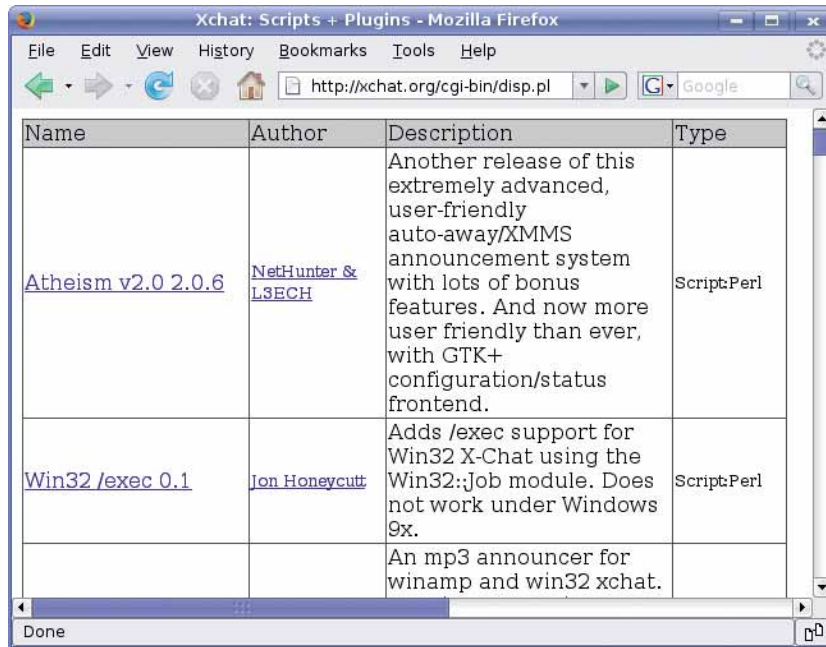 Xchat: Scripts + Plugins - Mozilla Firefox
File Edit View History Bookmarks Tools Help
http://xchat.org/cgi-bin/disp.pl
G Google
Name Author Description Type
Atheism v2.0 2.0.6
NetHunter &
L3ECH
Another release of this
extremely advanced,
user-friendly
auto-away/XMMS
announcement system
with lots of bonus
features. And now more
user friendly than ever,
with GTK+
configuration/status
frontend.
Script:Perl
Win32 /exec 0.1
Jon Honeycutt
Adds /exec support for
Win32 X-Chat using the
Win32::Job module. Does
not work under Windows
9x.
Script:Perl
An mp3 announcer for
winamp and win32 xchat.
Done